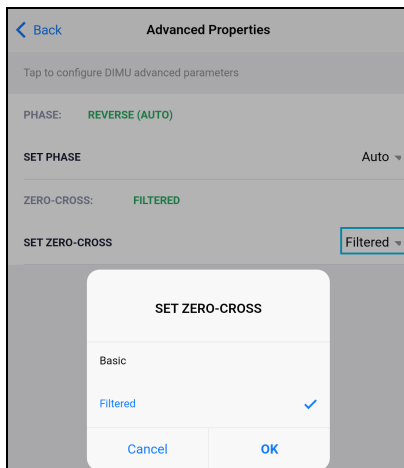 Back Advanced Properties
Tap to configure DIMU advanced parameters
PHASE: REVERSE (AUTO)
SET PHASE Auto
ZERO-CROSS: FILTERED
SET ZERO-CROSS Filtered
SET ZERO-CROSS
Basic
Filtered
Cancel OK